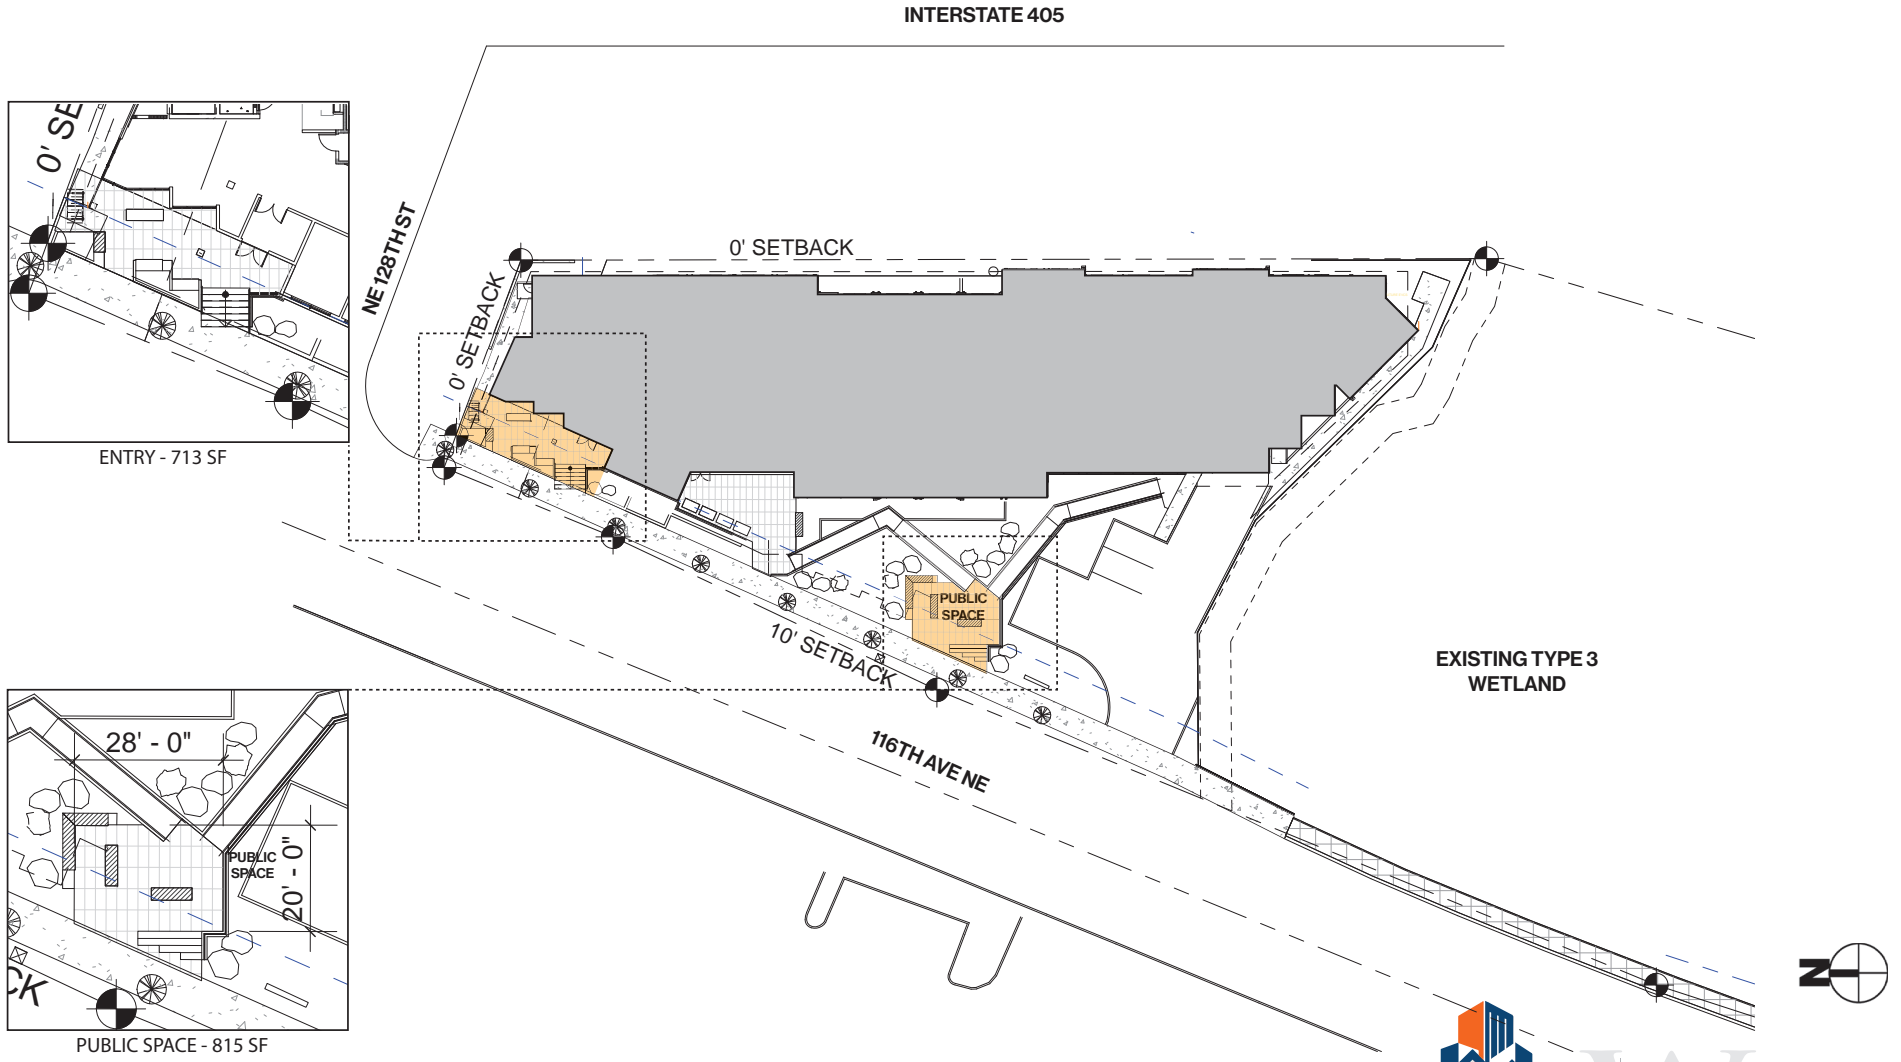 INTERSTATE 405
0' SE
ENTRY - 713 SF
NE 128TH ST
0' SETBACK
0' SETBACK
PUBLIC
SPACE
10' SETBACK
116TH AVE NE
EXISTING TYPE 3
WETLAND
28' - 0"
PUBLIC
SPACE
20' - 0"
CK
PUBLIC SPACE - 815 SF
N